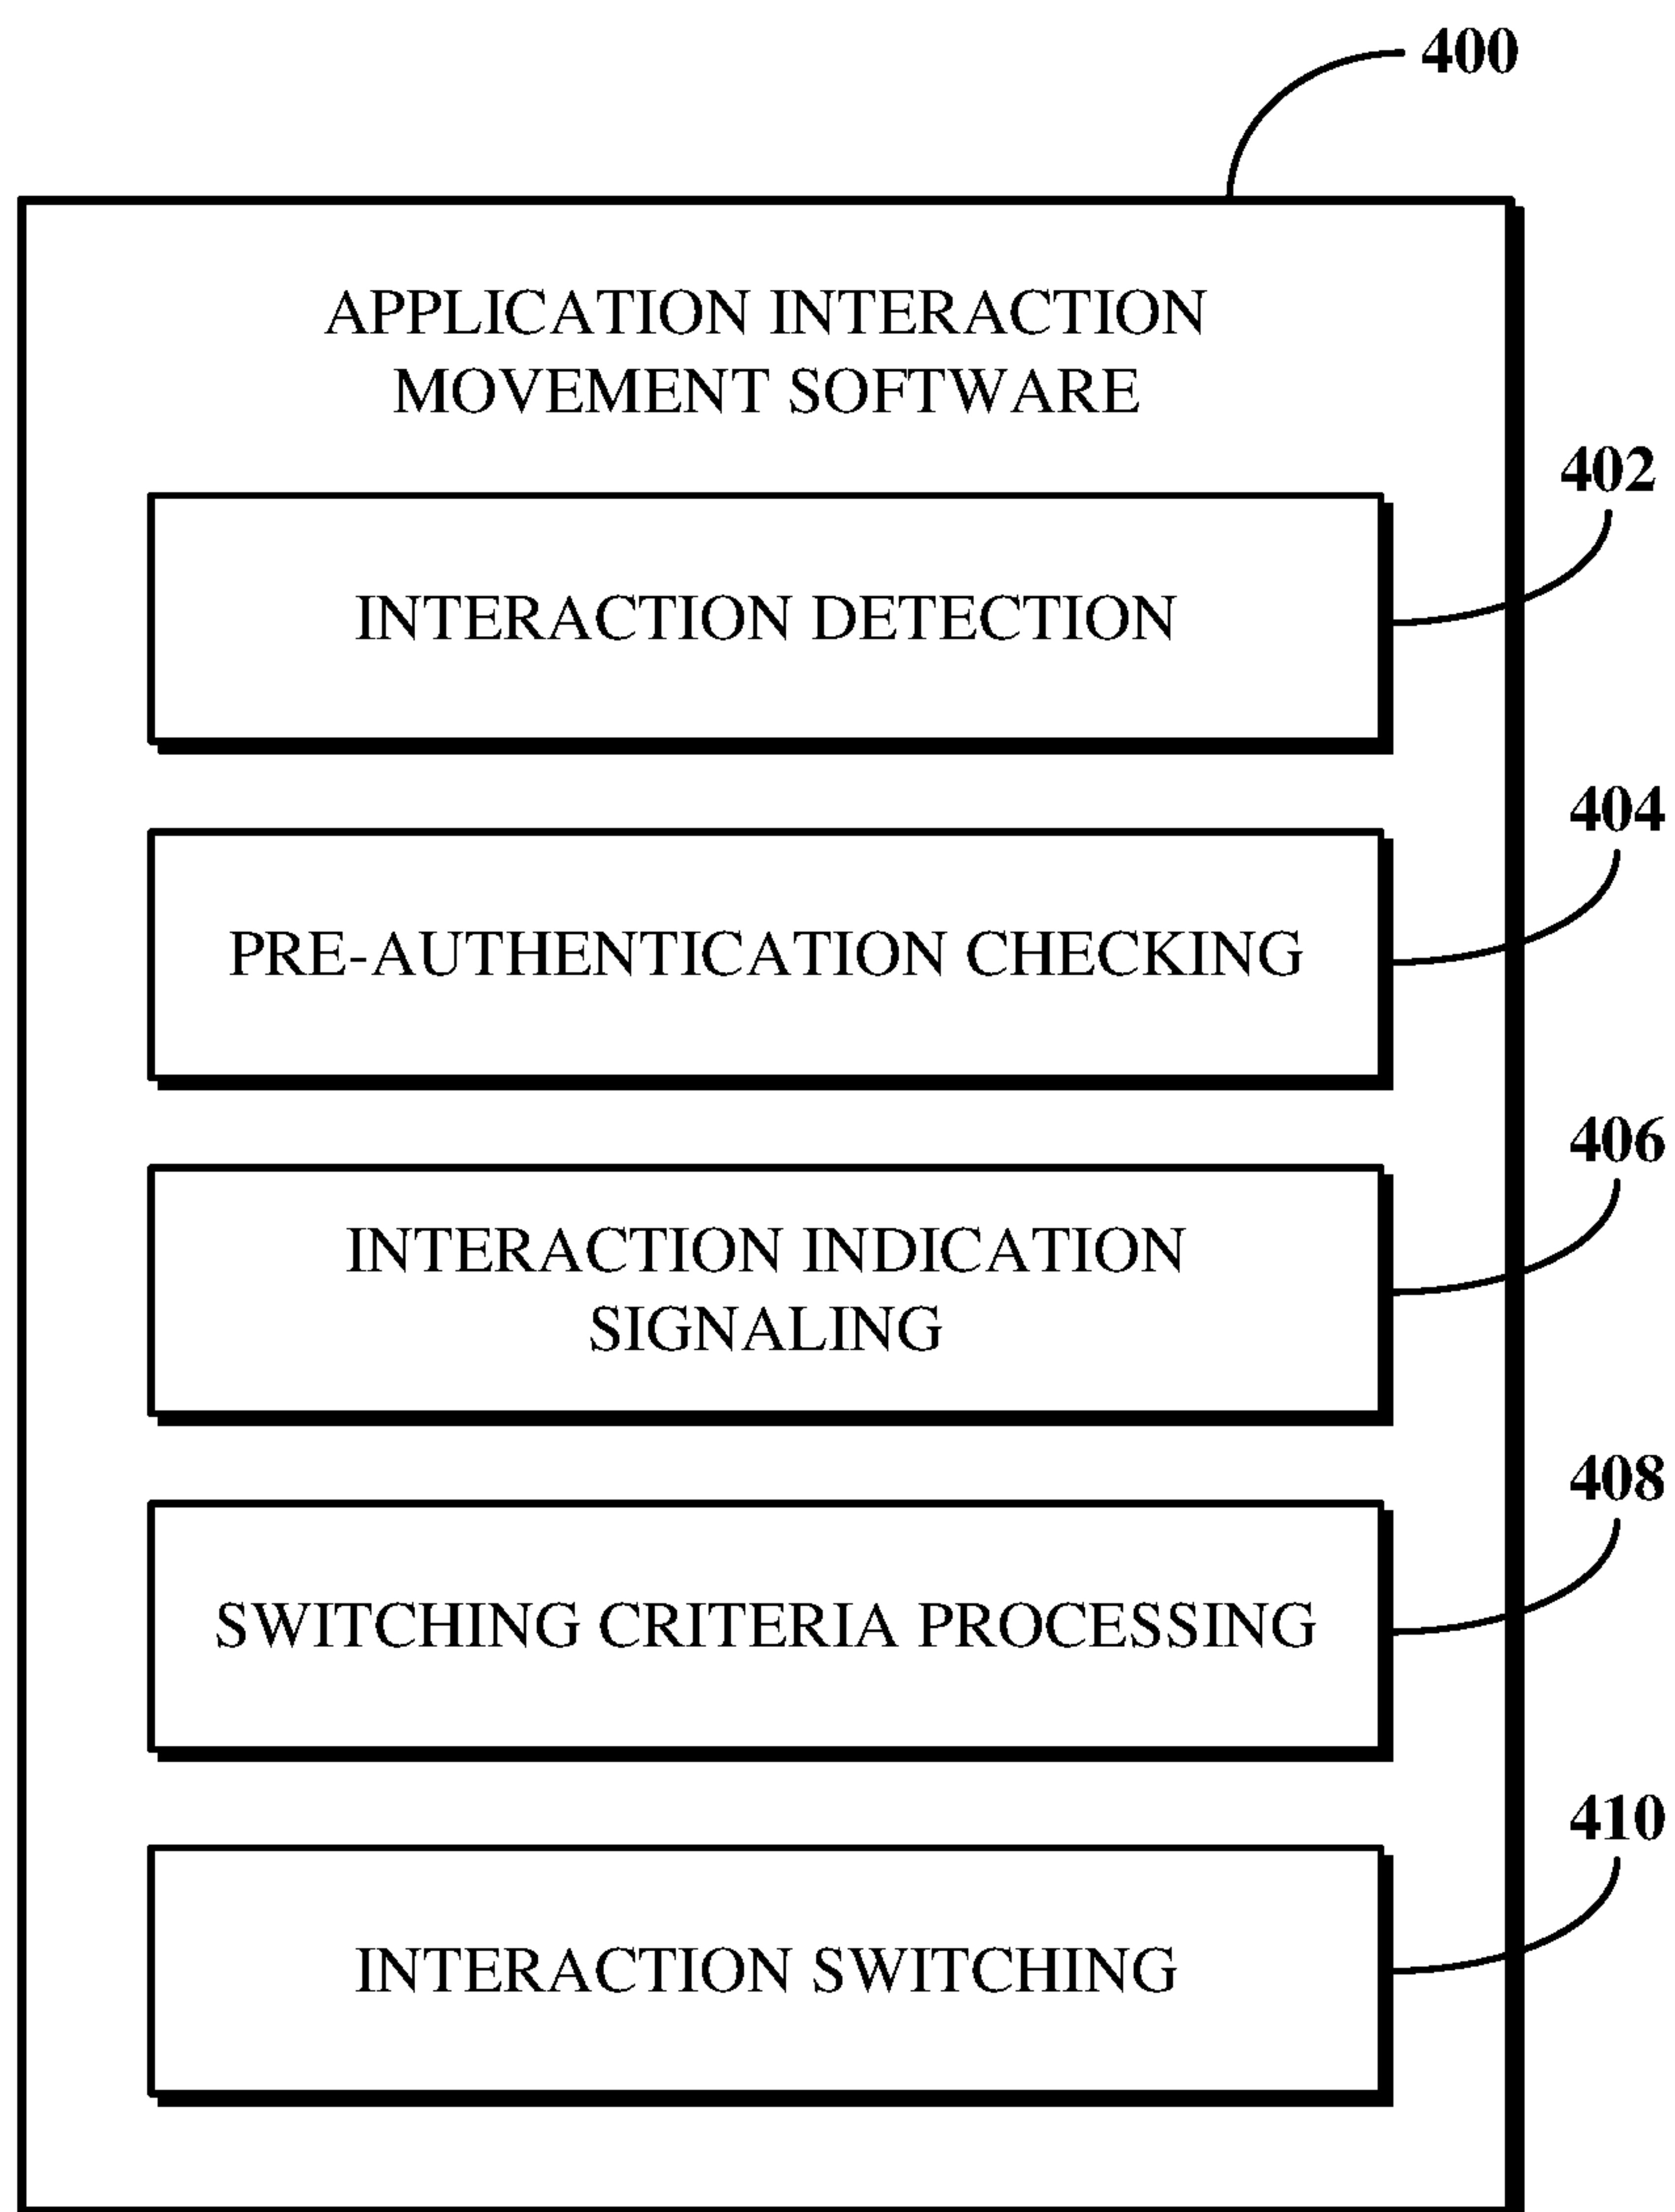 400
APPLICATION INTERACTION
MOVEMENT SOFTWARE
402
INTERACTION DETECTION
404
PRE-AUTHENTICATION CHECKING
406
INTERACTION INDICATION
SIGNALING
408
SWITCHING CRITERIA PROCESSING
410
INTERACTION SWITCHING